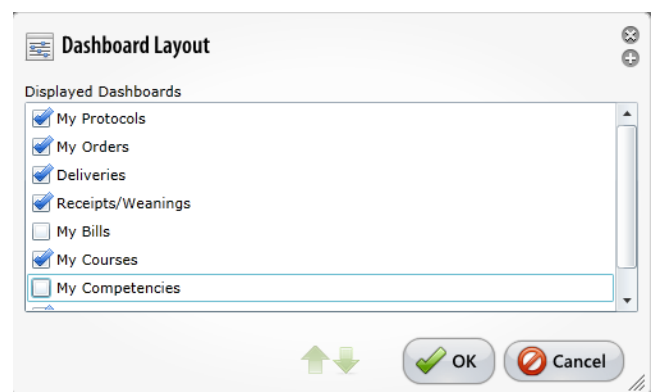 Dashboard Layout
Displayed Dashboards
My Protocols
My Orders
Deliveries
Receipts/Weanings
My Bills
My Courses
My Competencies
OK Cancel